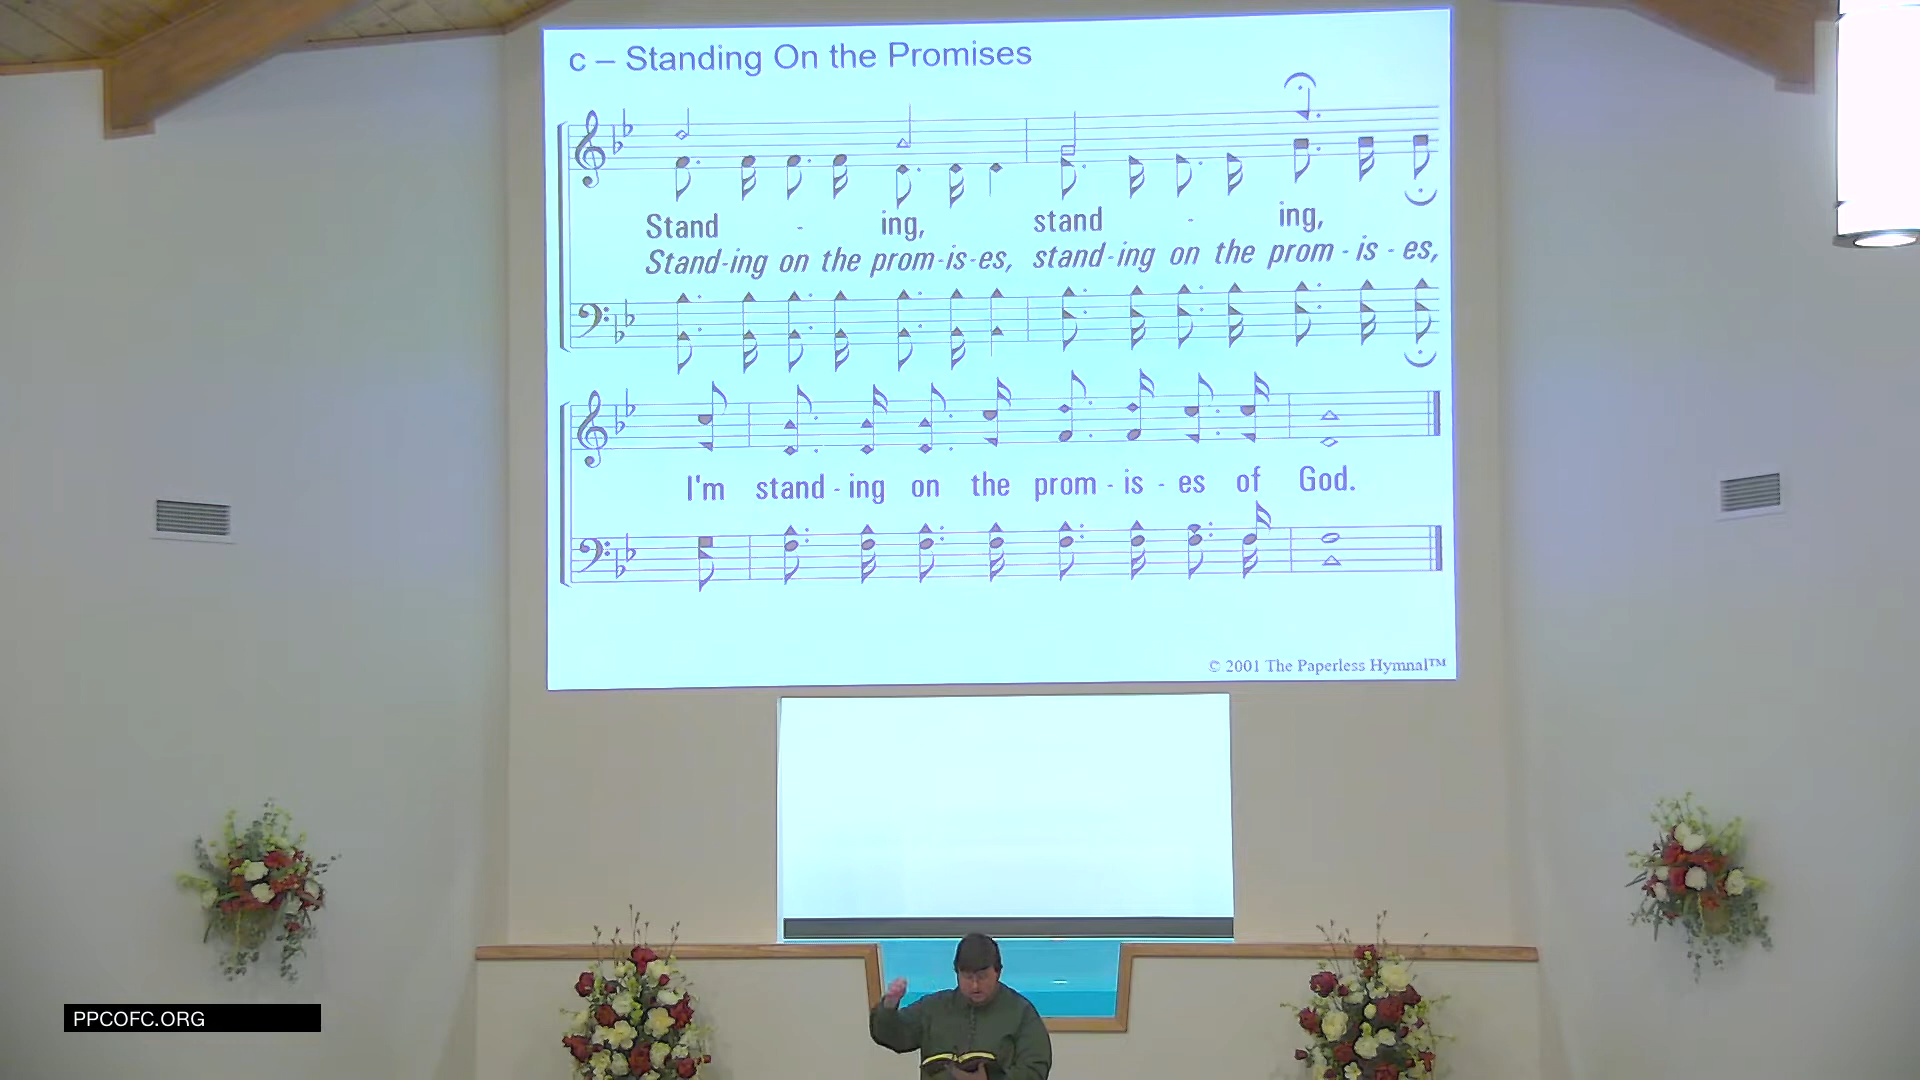 c – Standing On the Promises
Stand - ing, stand - ing,
Stand-ing on the prom-is-es, stand-ing on the prom-is-es,
I'm stand-ing on the prom-is-es of God.
© 2001 The Paperless Hymnal™
PPCOFC.ORG